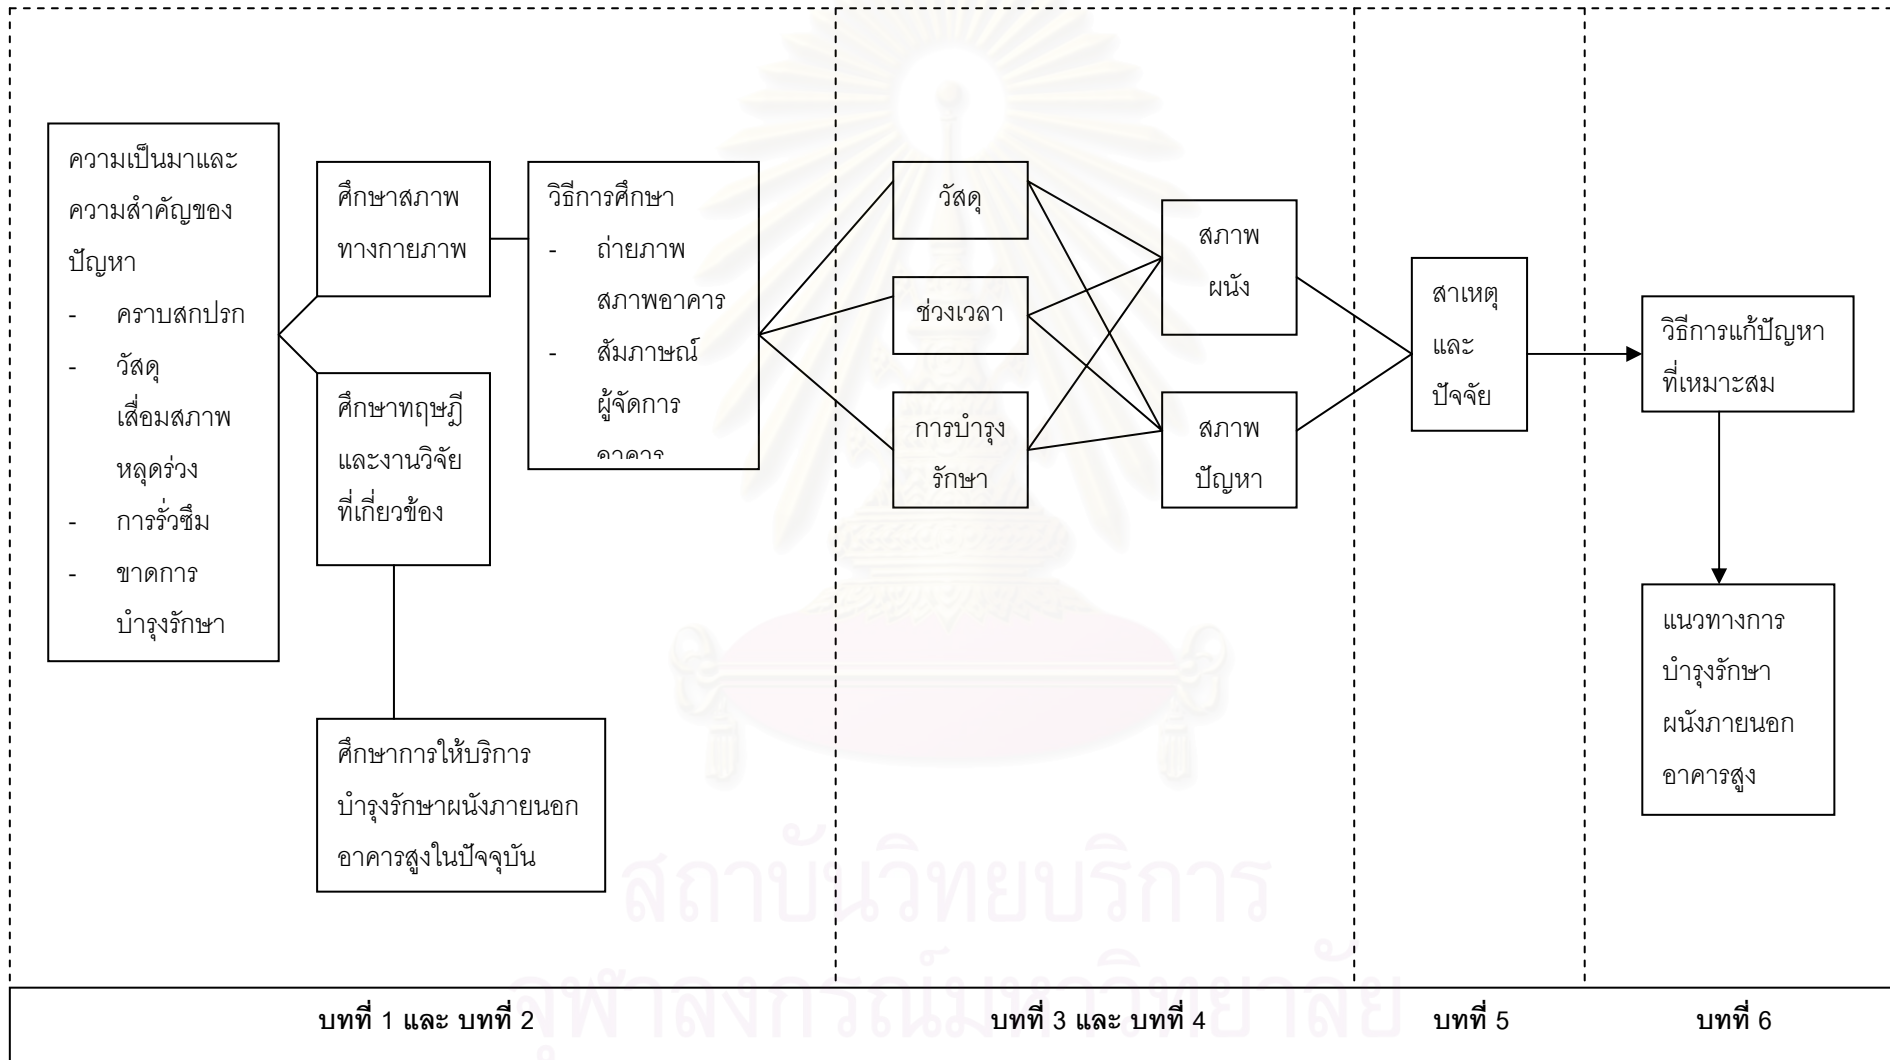 ความเป็นมาและ
ความสำคัญของ
ปัญหา
- คราบสกปรก
- วัสดุ
เสื่อมสภาพ
หลุดร่วง
- การรั่วซึม
- ขาดการ
บำรุงรักษา
ศึกษาสภาพ
ทางกายภาพ
ศึกษาทฤษฎี
และงานวิจัย
ที่เกี่ยวข้อง
ศึกษาการให้บริการ
บำรุงรักษาผนังภายนอก
อาคารสูงในปัจจุบัน
วิธีการศึกษา
- ถ่ายภาพ
สภาพอาคาร
- สัมภาษณ์
ผู้จัดการ
อาคาร
วัสดุ
ช่วงเวลา
การบำรุง
รักษา
สภาพ
ผนัง
สภาพ
ปัญหา
สาเหตุ
และ
ปัจจัย
วิธีการแก้ปัญหา
ที่เหมาะสม
แนวทางการ
บำรุงรักษา
ผนังภายนอก
อาคารสูง
สถาบันวิทยบริการ
จุฬาลงกรณ์มหาวิทยาลัย
บทที่ 1 และ บทที่ 2
บทที่ 3 และ บทที่ 4
บทที่ 5
บทที่ 6